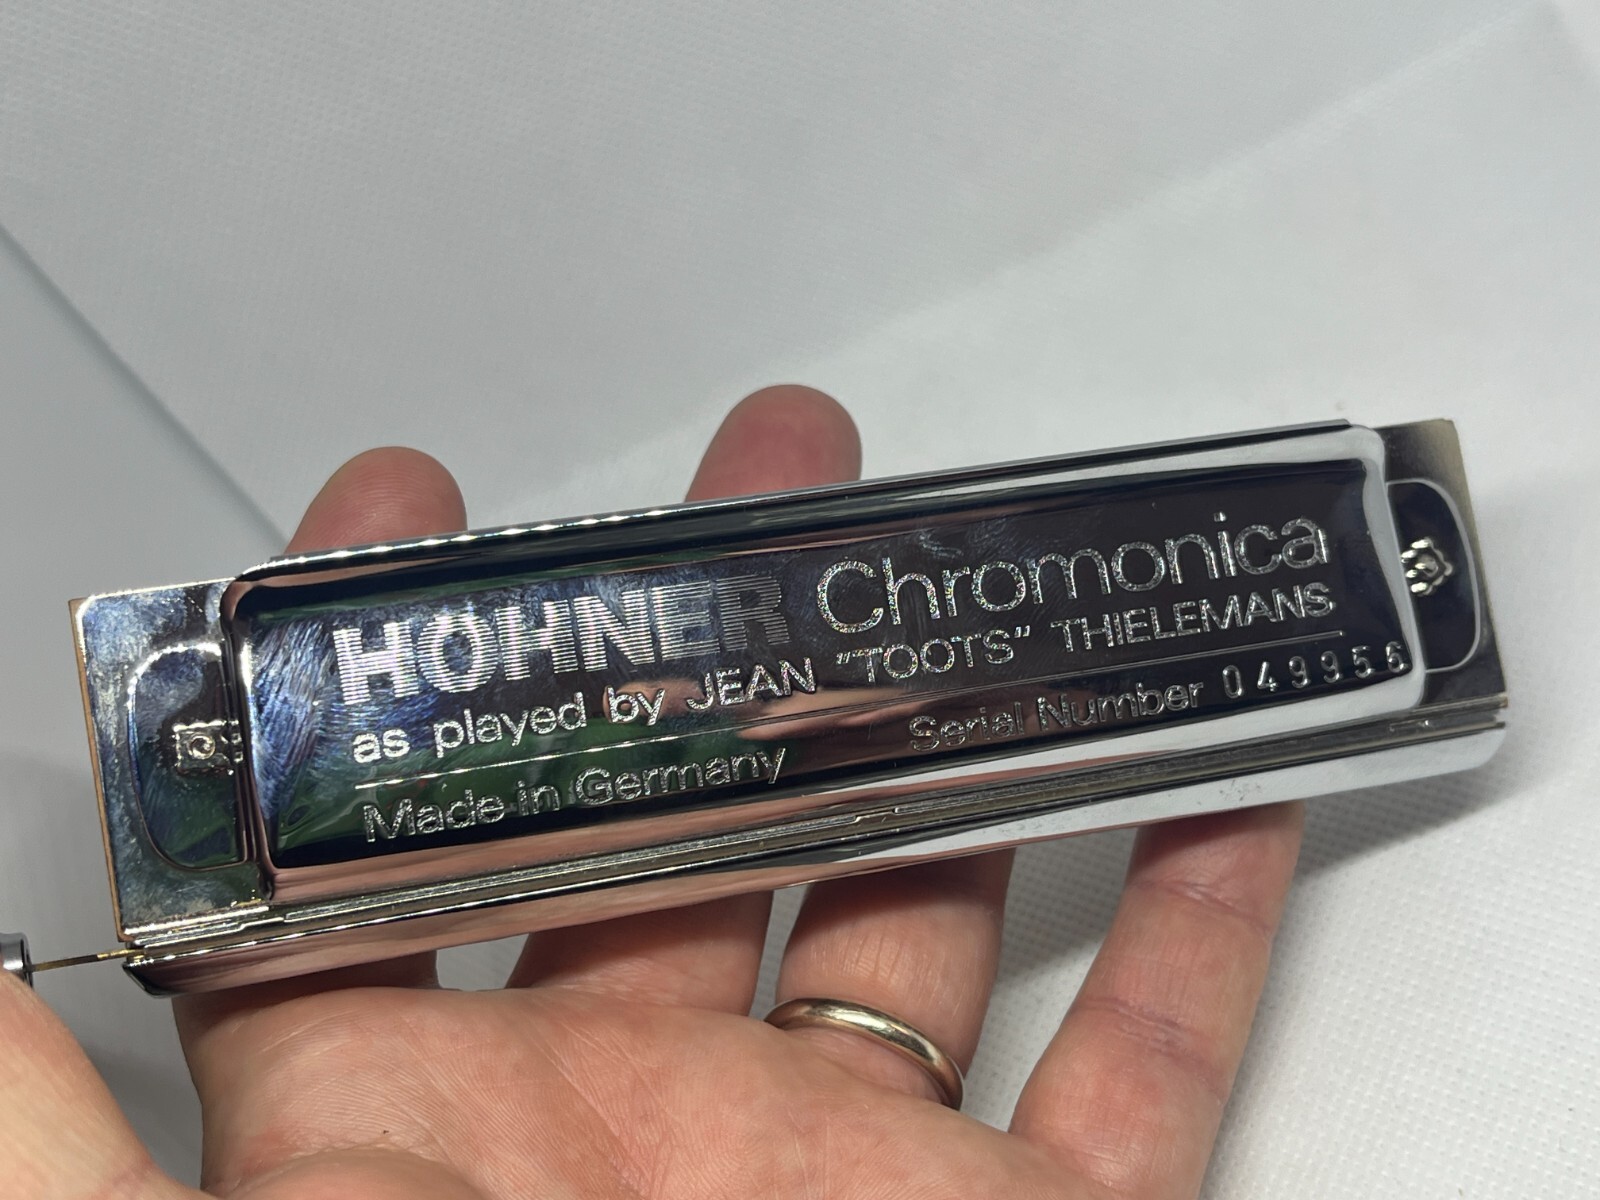 HOHNER Chromonica
as played by JEAN "TOOTS" THIELEMANS
Made in Germany Serial Number 049956